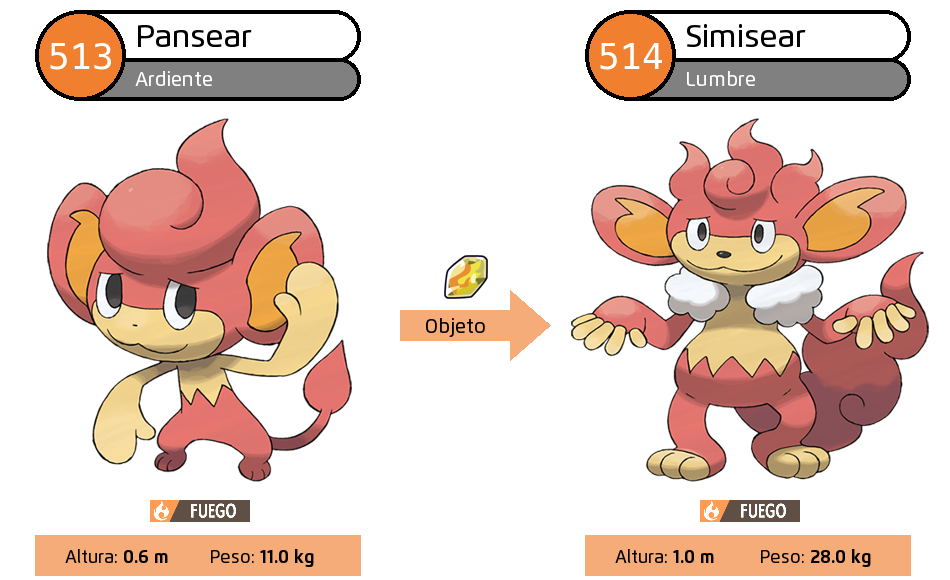 513
Pansear
Ardiente
514
Simisear
Lumbre
Objeto
FUEGO
FUEGO
Altura: 0.6 m Peso: 11.0 kg
Altura: 1.0 m Peso: 28.0 kg